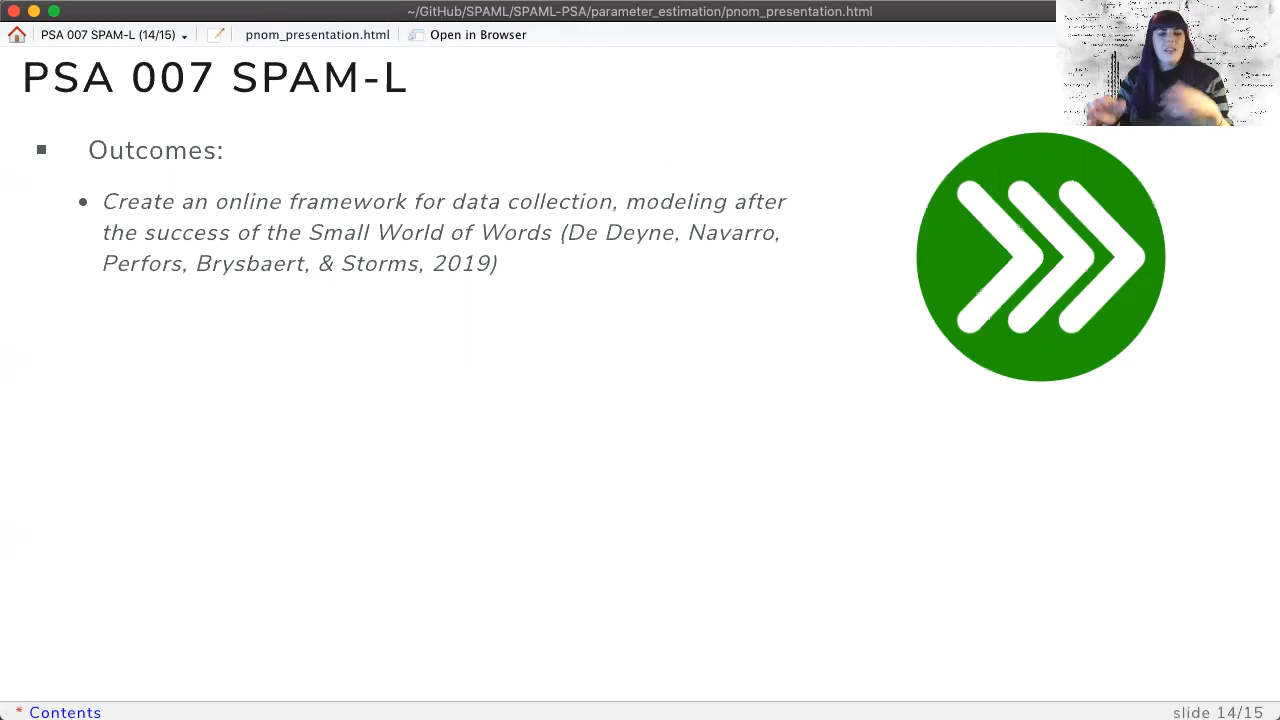 ~/GitHub/SPAML/SPAML-PSA/parameter_estimation/pnom_presentation.html
PSA 007 SPAM-L (14/15)
pnom_presentation.html
Open in Browser
PSA 007 SPAM-L
Outcomes:
Create an online framework for data collection, modeling after
the success of the Small World of Words (De Deyne, Navarro,
Perfors, Brysbaert, & Storms, 2019)
* Contents
slide 14/15